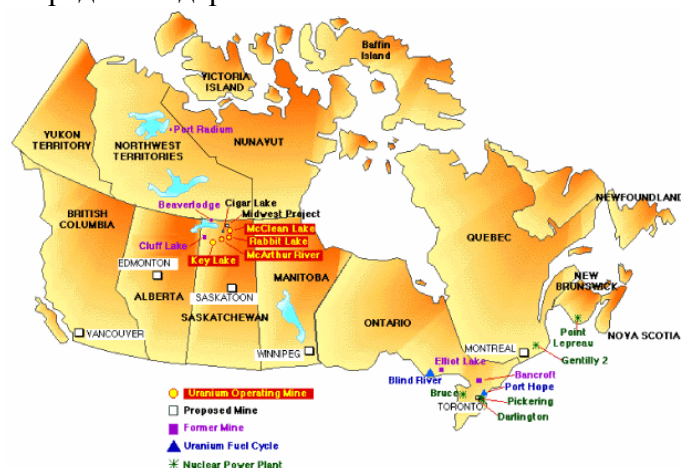 Baffin
Island
VICTORIA
ISLAND
YUKON
TERRITORY
NORTHWEST
TERRITORIES
Port Radium
NUNAVUT
Beaverlodge
Cigar Lake
Midwest Project
McClean Lake
Rabbit Lake
McArthur River
Cluff Lake
Key Lake
BRITISH
COLUMBIA
EDMONTON
ALBERTA
SASKATOON
SASKATCHEWAN
MANITOBA
VANCOUVER
WINNIPEG
ONTARIO
QUEBEC
NEWFOUNDLAND
NEW
BRUNSWICK
NOVA SCOTIA
Point
Lepreau
Gentilly 2
MONTREAL
Elliot Lake
Blind River
Bancroft
Port Hope
Bruce
Pickering
TORONTO
Darlington
Uranium Operating Mine
Proposed Mine
Former Mine
Uranium Fuel Cycle
Nuclear Power Plant